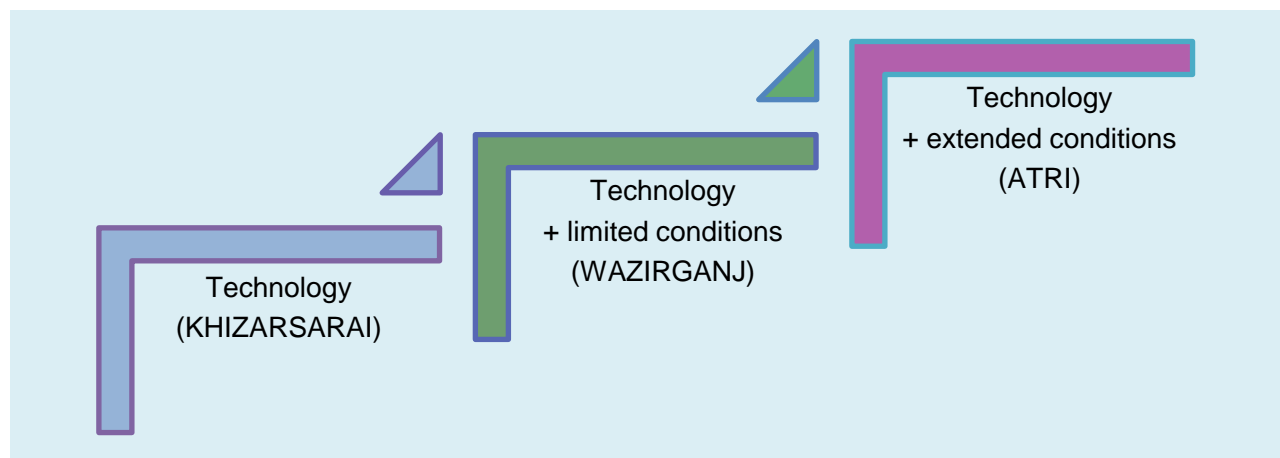 Technology
(KHIZARSARAI)
Technology
+ limited conditions
(WAZIRGANJ)
Technology
+ extended conditions
(ATRI)